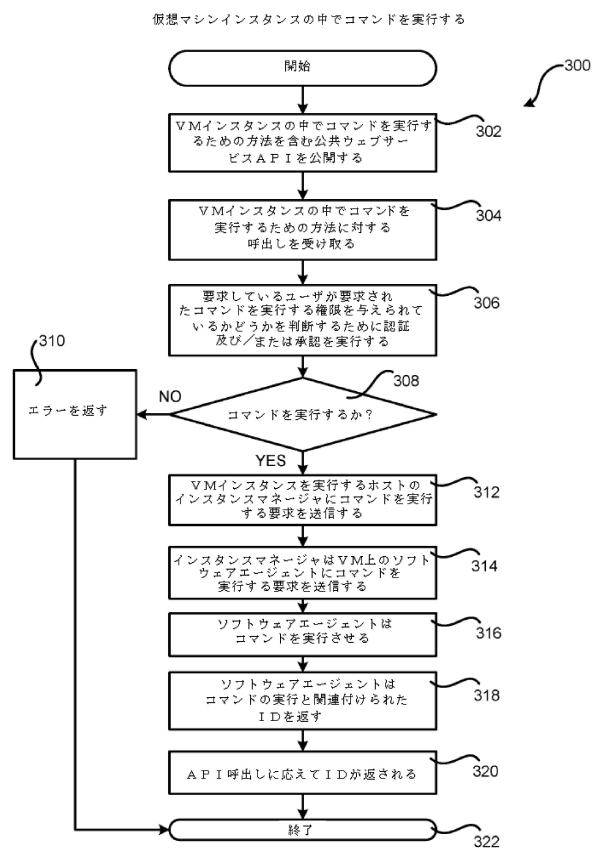 仮想マシンインスタンスの中でコマンドを実行する
開始
300
VMインスタンスの中でコマンドを実行す
るための方法を含む公共ウェブサー
ビスAPIを公開する
302
VMインスタンスの中でコマンドを
実行するための方法に対する
呼出しを受け取る
304
要求しているユーザが要求され
たコマンドを実行する権限を与えられて
いるかどうかを判断するために認証
及び/または承認を実行する
306
310
308
エラーを返す
NO
コマンドを実行するか?
YES
VMインスタンスを実行するホストの
インスタンスマネージャにコマンドを実行
する要求を送信する
312
インスタンスマネージャはVM上のソフト
ウェアエージェントにコマンドを
実行する要求を送信する
314
ソフトウェアエージェントは
コマンドを実行させる
316
ソフトウェアエージェントは
コマンドの実行と関連付けられた
IDを返す
318
API呼出しに応えてIDが返される
320
終了
322